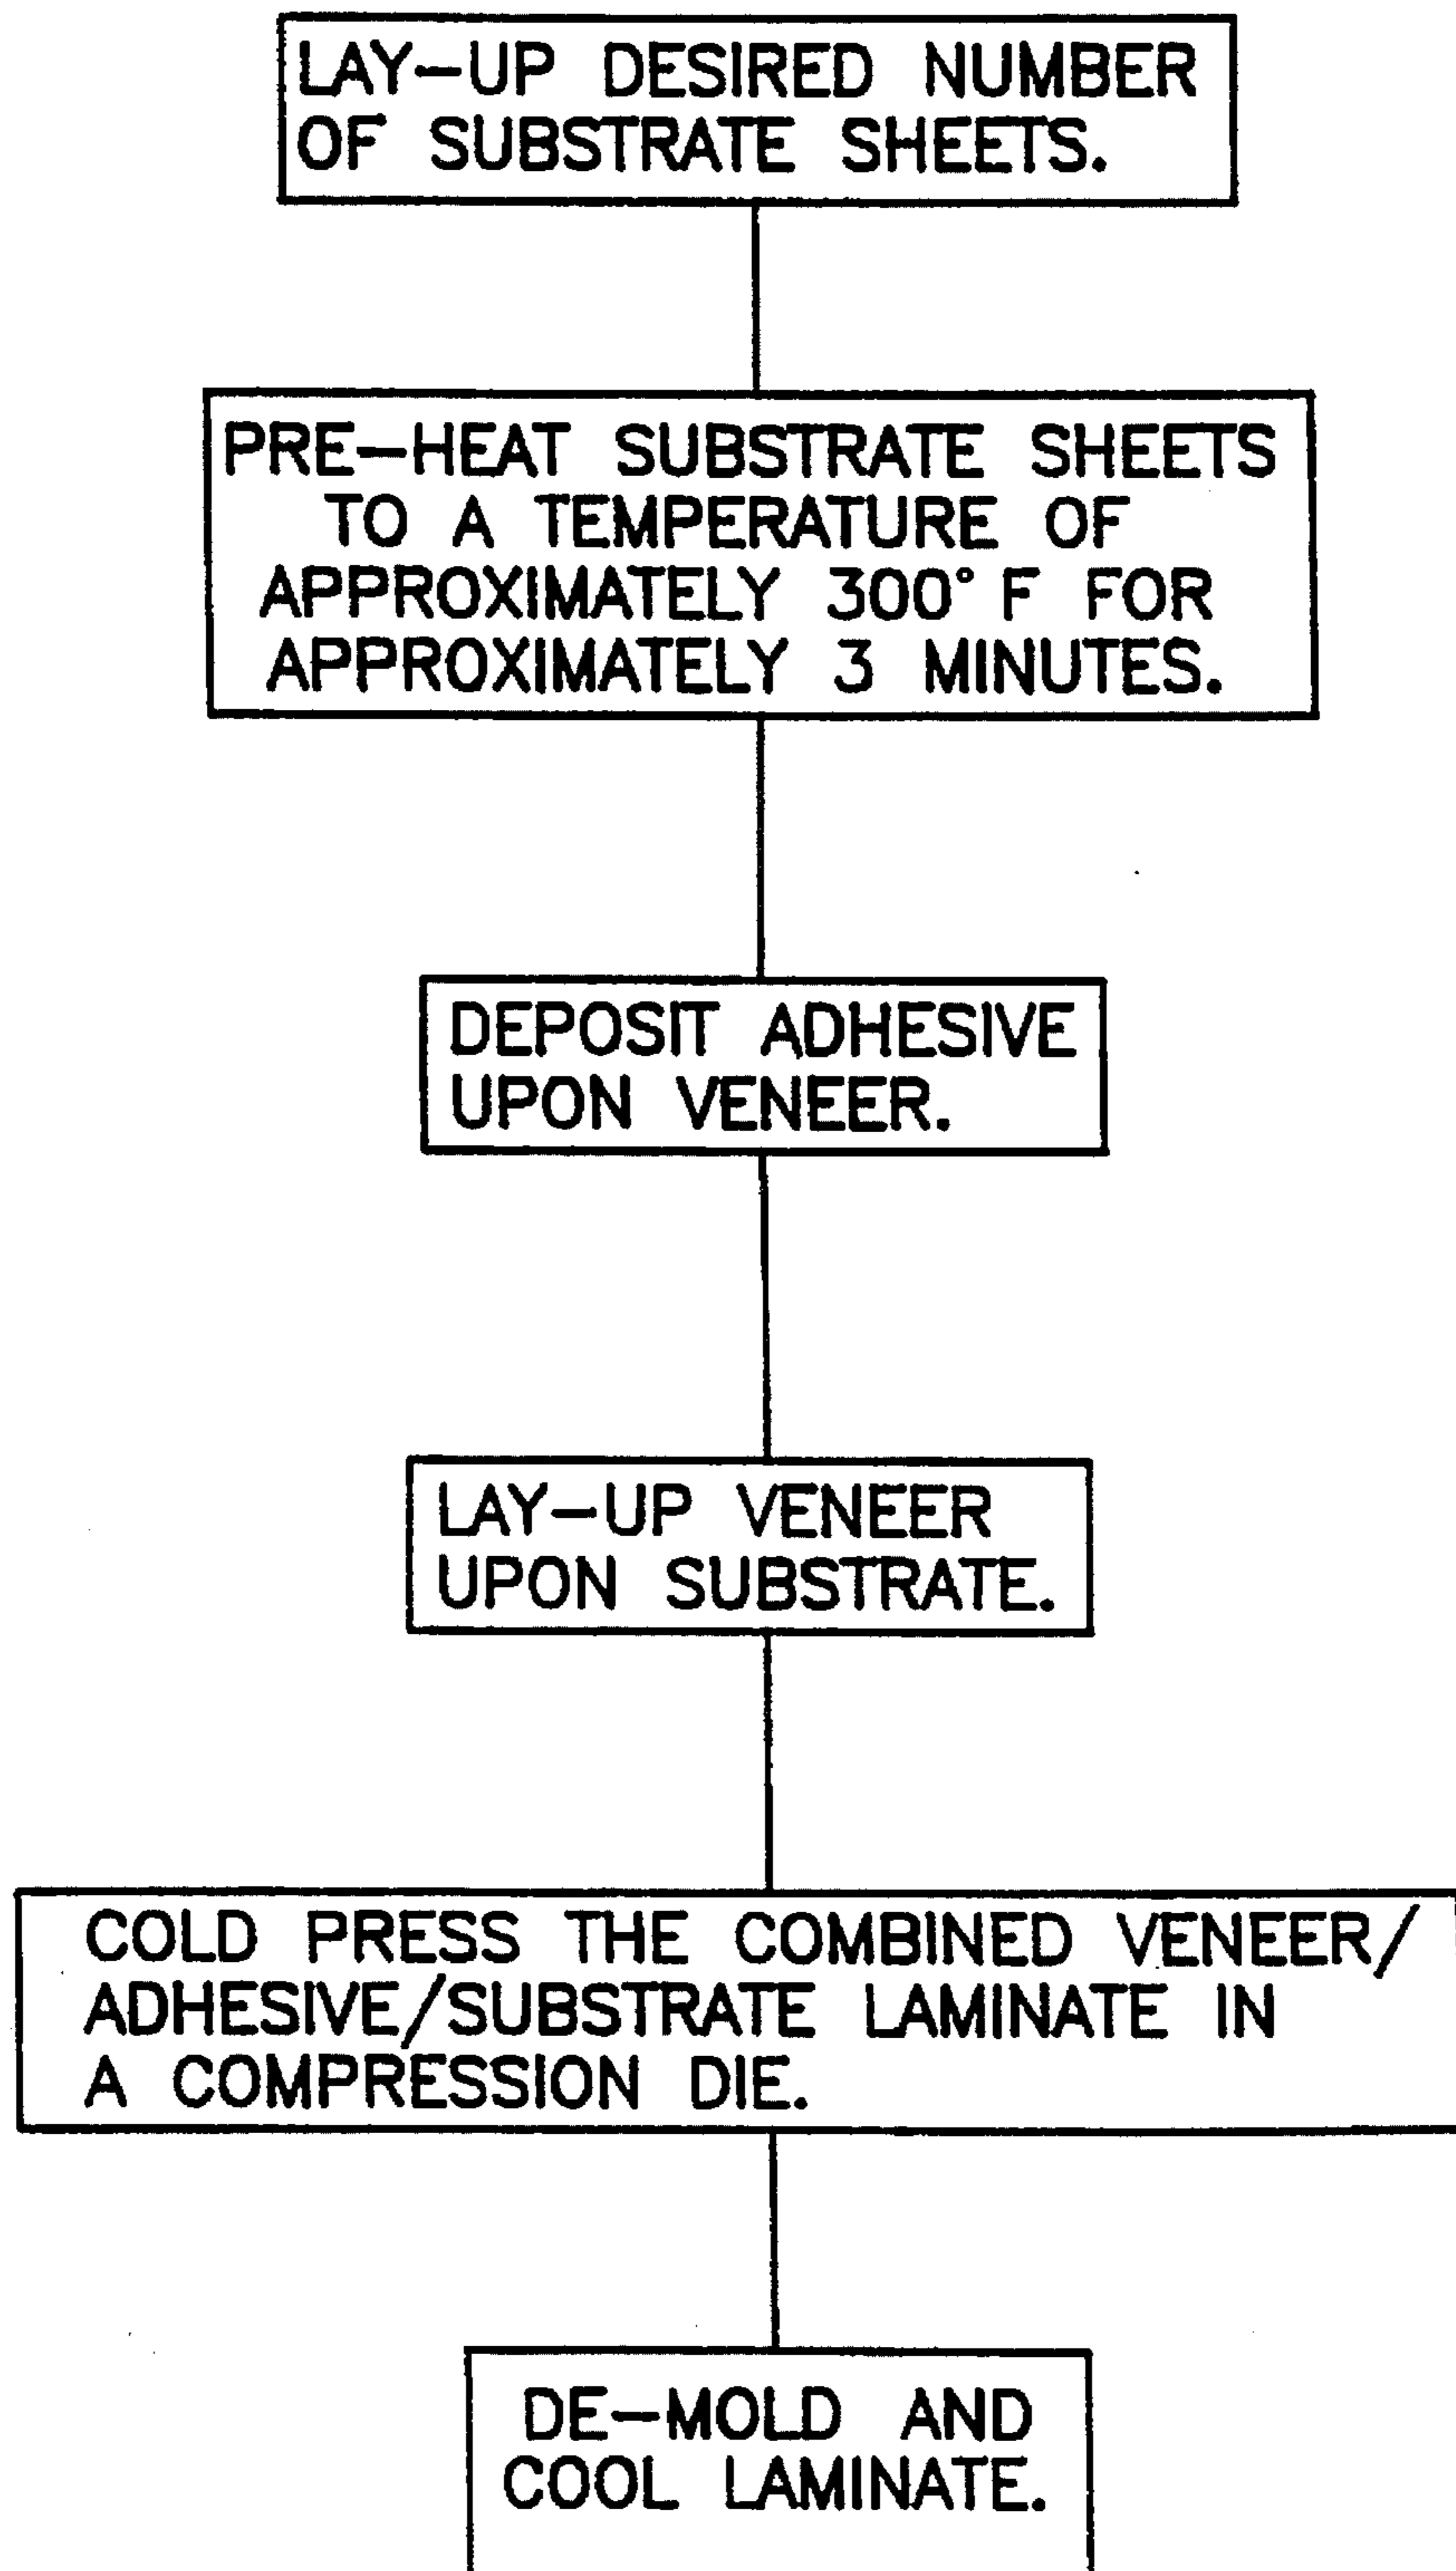 LAY-UP DESIRED NUMBER
OF SUBSTRATE SHEETS.
PRE-HEAT SUBSTRATE SHEETS
TO A TEMPERATURE OF
APPROXIMATELY 300° F FOR
APPROXIMATELY 3 MINUTES.
DEPOSIT ADHESIVE
UPON VENEER.
LAY-UP VENEER
UPON SUBSTRATE.
COLD PRESS THE COMBINED VENEER/
ADHESIVE/SUBSTRATE LAMINATE IN
A COMPRESSION DIE.
DE-MOLD AND
COOL LAMINATE.